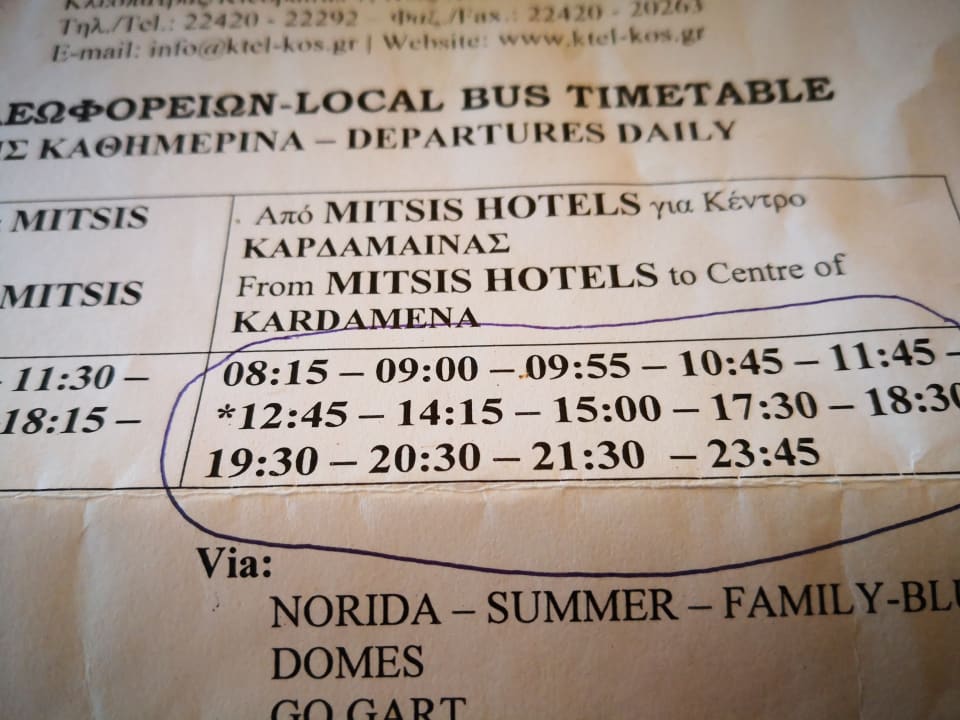 Τηλ./Tel.: 22420 - 22292 - Φαξ./Fax.: 22420 - 20263
E-mail: info@ktel-kos.gr | Website: www.ktel-kos.gr
ΛΕΩΦΟΡΕΙΩΝ-LOCAL BUS TIMETABLE
ΙΣ ΚΑΘΗΜΕΡΙΝΑ – DEPARTURES DAILY
MITSIS
MITSIS
Από MITSIS HOTELS για Κέντρο
ΚΑΡΔΑΜΑΙΝΑΣ
From MITSIS HOTELS to Centre of
KARDAMENA
11:30 –
18:15 –
08:15 – 09:00 – 09:55 – 10:45 – 11:45 –
*12:45 – 14:15 – 15:00 – 17:30 – 18:30
19:30 – 20:30 – 21:30 – 23:45
Via:
NORIDA – SUMMER – FAMILY-BLU
DOMES
GO GART